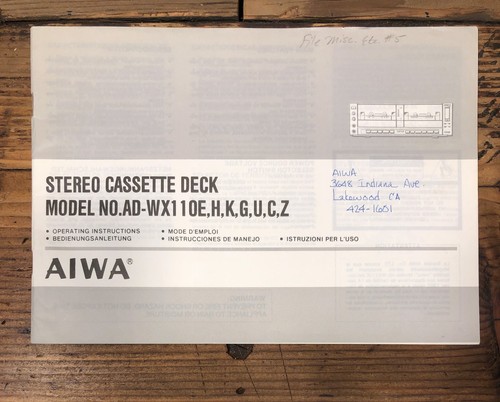 File Misc
#5
AIWA
3648 Indiana Ave.
Lakewood CA
424-1601
STEREO CASSETTE DECK
MODEL NO.AD-WX110E,H,K,G,U,C,Z
• OPERATING INSTRUCTIONS • MODE D'EMPLOI
• BEDIENUNGSANLEITUNG • INSTRUCCIONES DE MANEJO • ISTRUZIONI PER L'USO
AIWA®